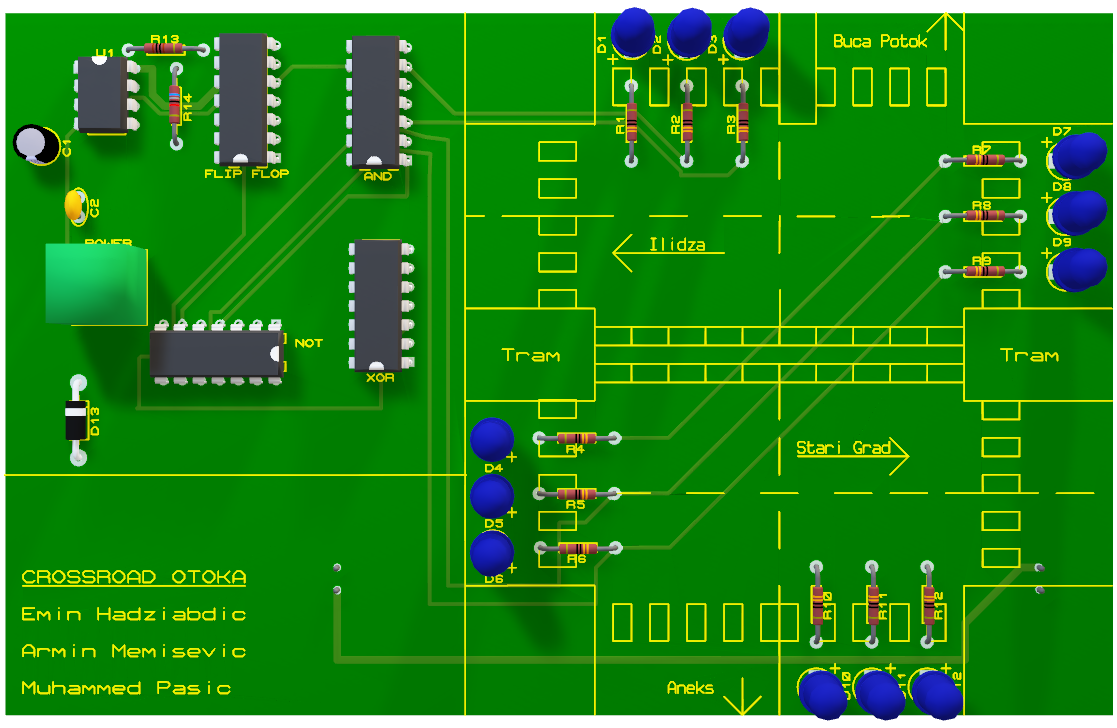 R13
U1
R14
C1
FLIP FLOP
AND
C2
POWER
NOT
XOR
D13
D1
D2
D3
R1
R2
R3
Buca Potok
D7
R7
D8
R8
D9
R9
Ilidza
Tram
Tram
Stari Grad
D4
R4
D5
R5
D6
R6
R10
R11
R12
D10
Aneks
CROSSROAD OTOKA
Emin Hadziabdic
Armin Memisevic
Muhammed Pasic